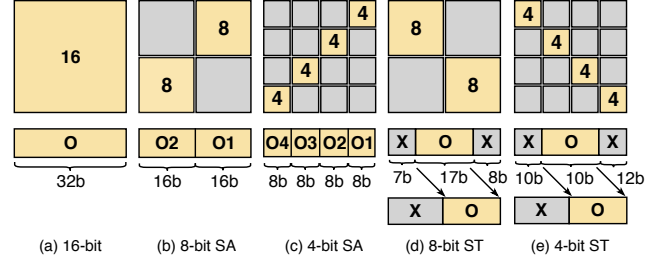 16
8
8
4
4
4
4
8
8
4
4
4
4
O
O2 O1
O4 O3 O2 O1
X O X
X O X
32b
16b 16b
8b 8b 8b 8b
7b 17b 8b
10b 10b 12b
X O
X O
(a) 16-bit
(b) 8-bit SA
(c) 4-bit SA
(d) 8-bit ST
(e) 4-bit ST